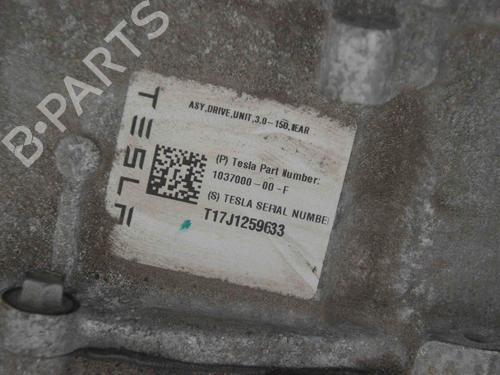 B-PARTS
TESLA
ASY,DRIVE,UNIT,3.0-150,REAR
(P) Tesla Part Number:
1037000-00-F
(S) TESLA SERIAL NUMBER
T17J1259633